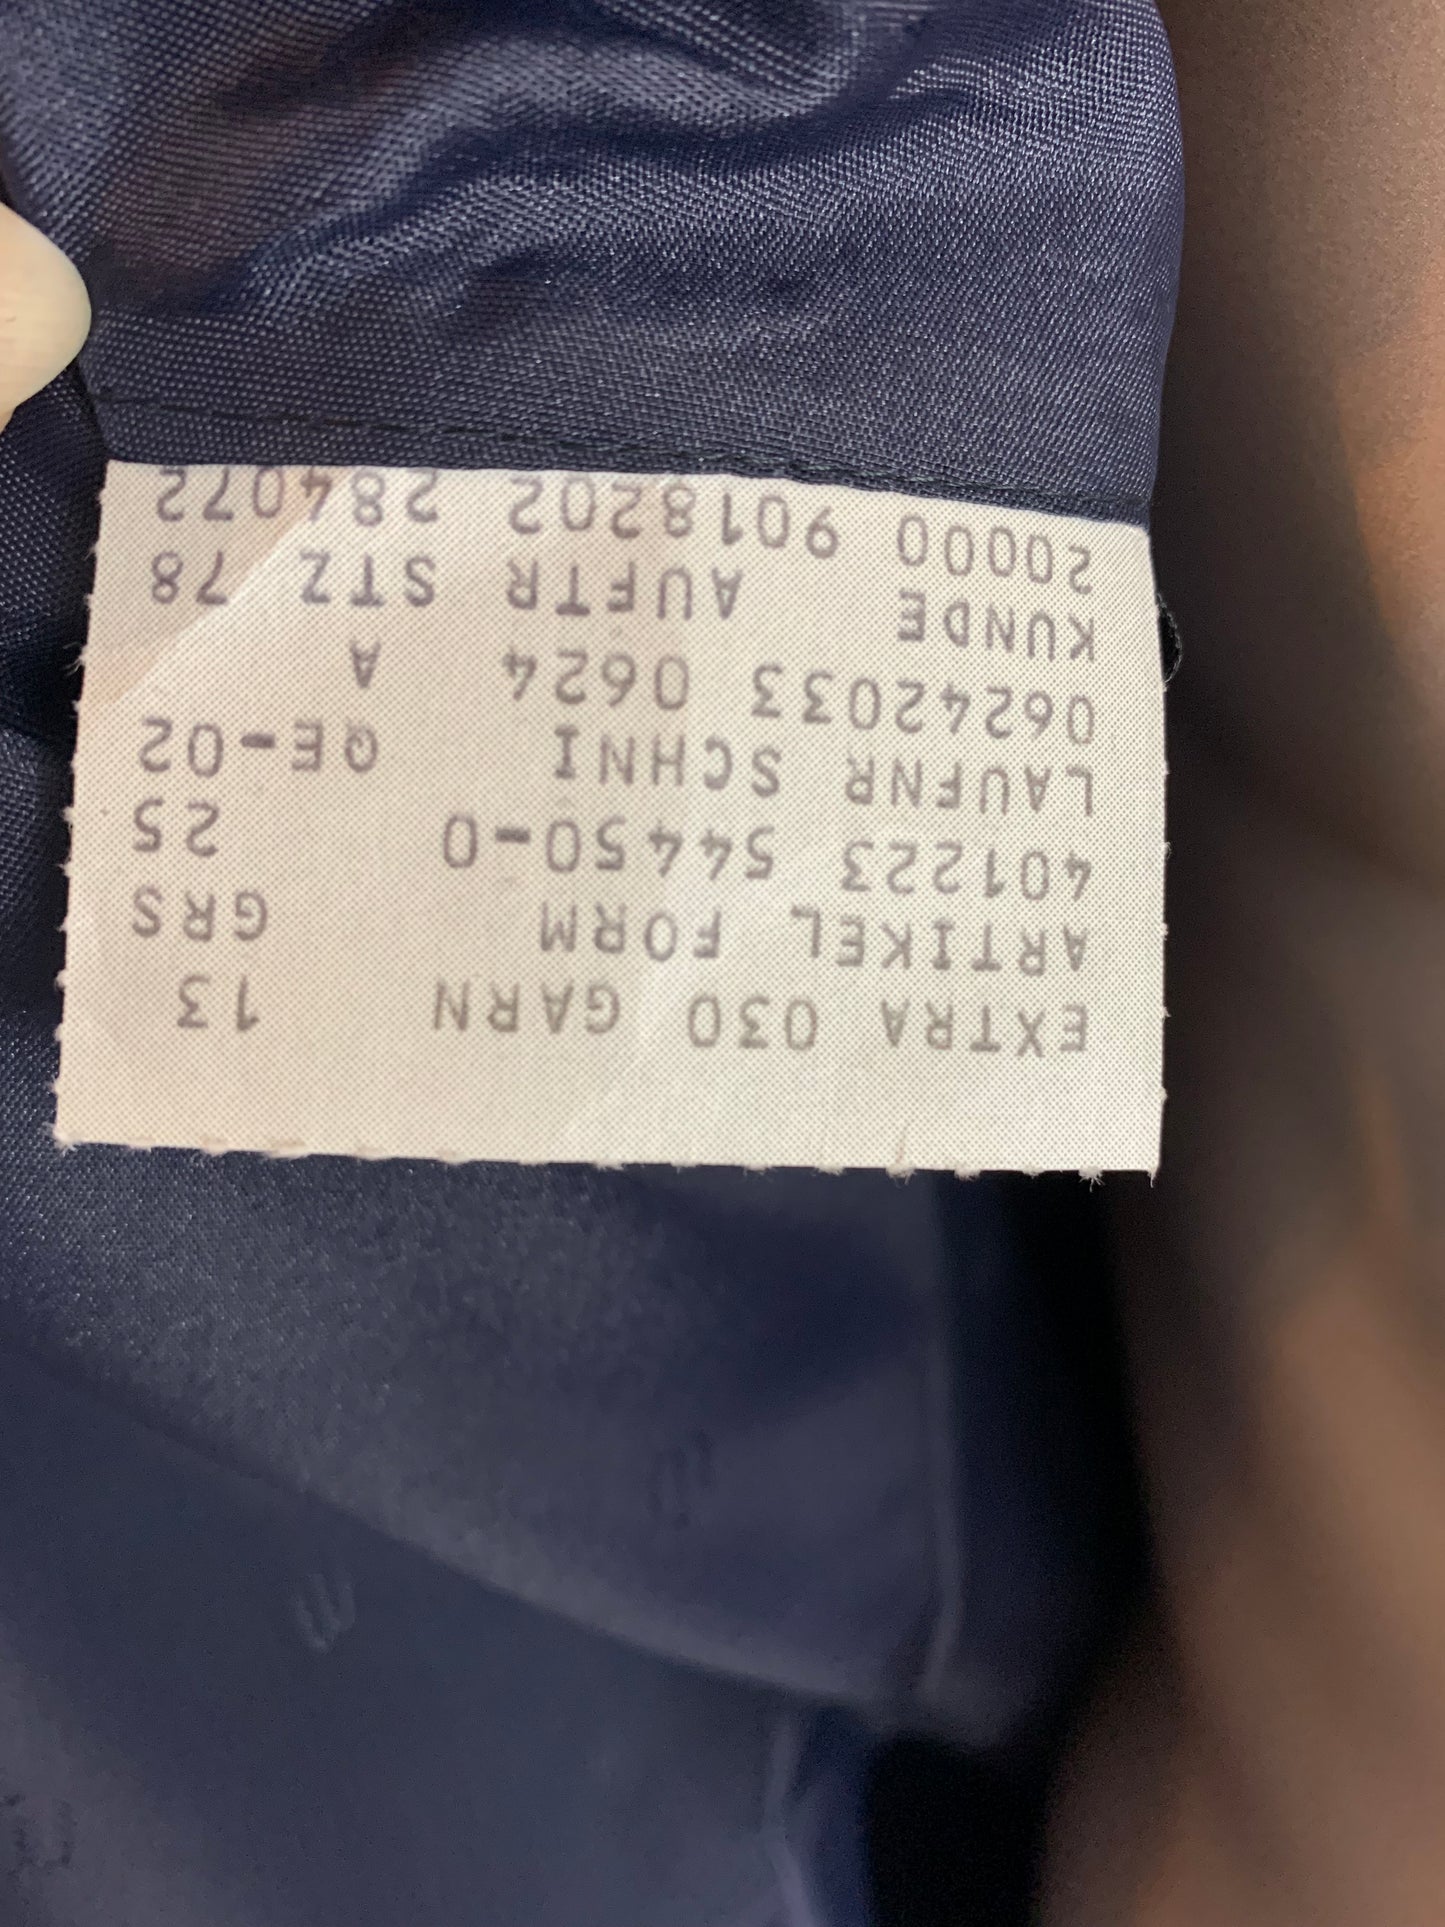 EXTRA 030 GARN 13
ARTIKEL FORM GRS
401223 54450-0 25
LAUFNR SCHNI QE-02
06242033 0624 A
KUNDE AUFTR STZ 78
20000 9018202 284072